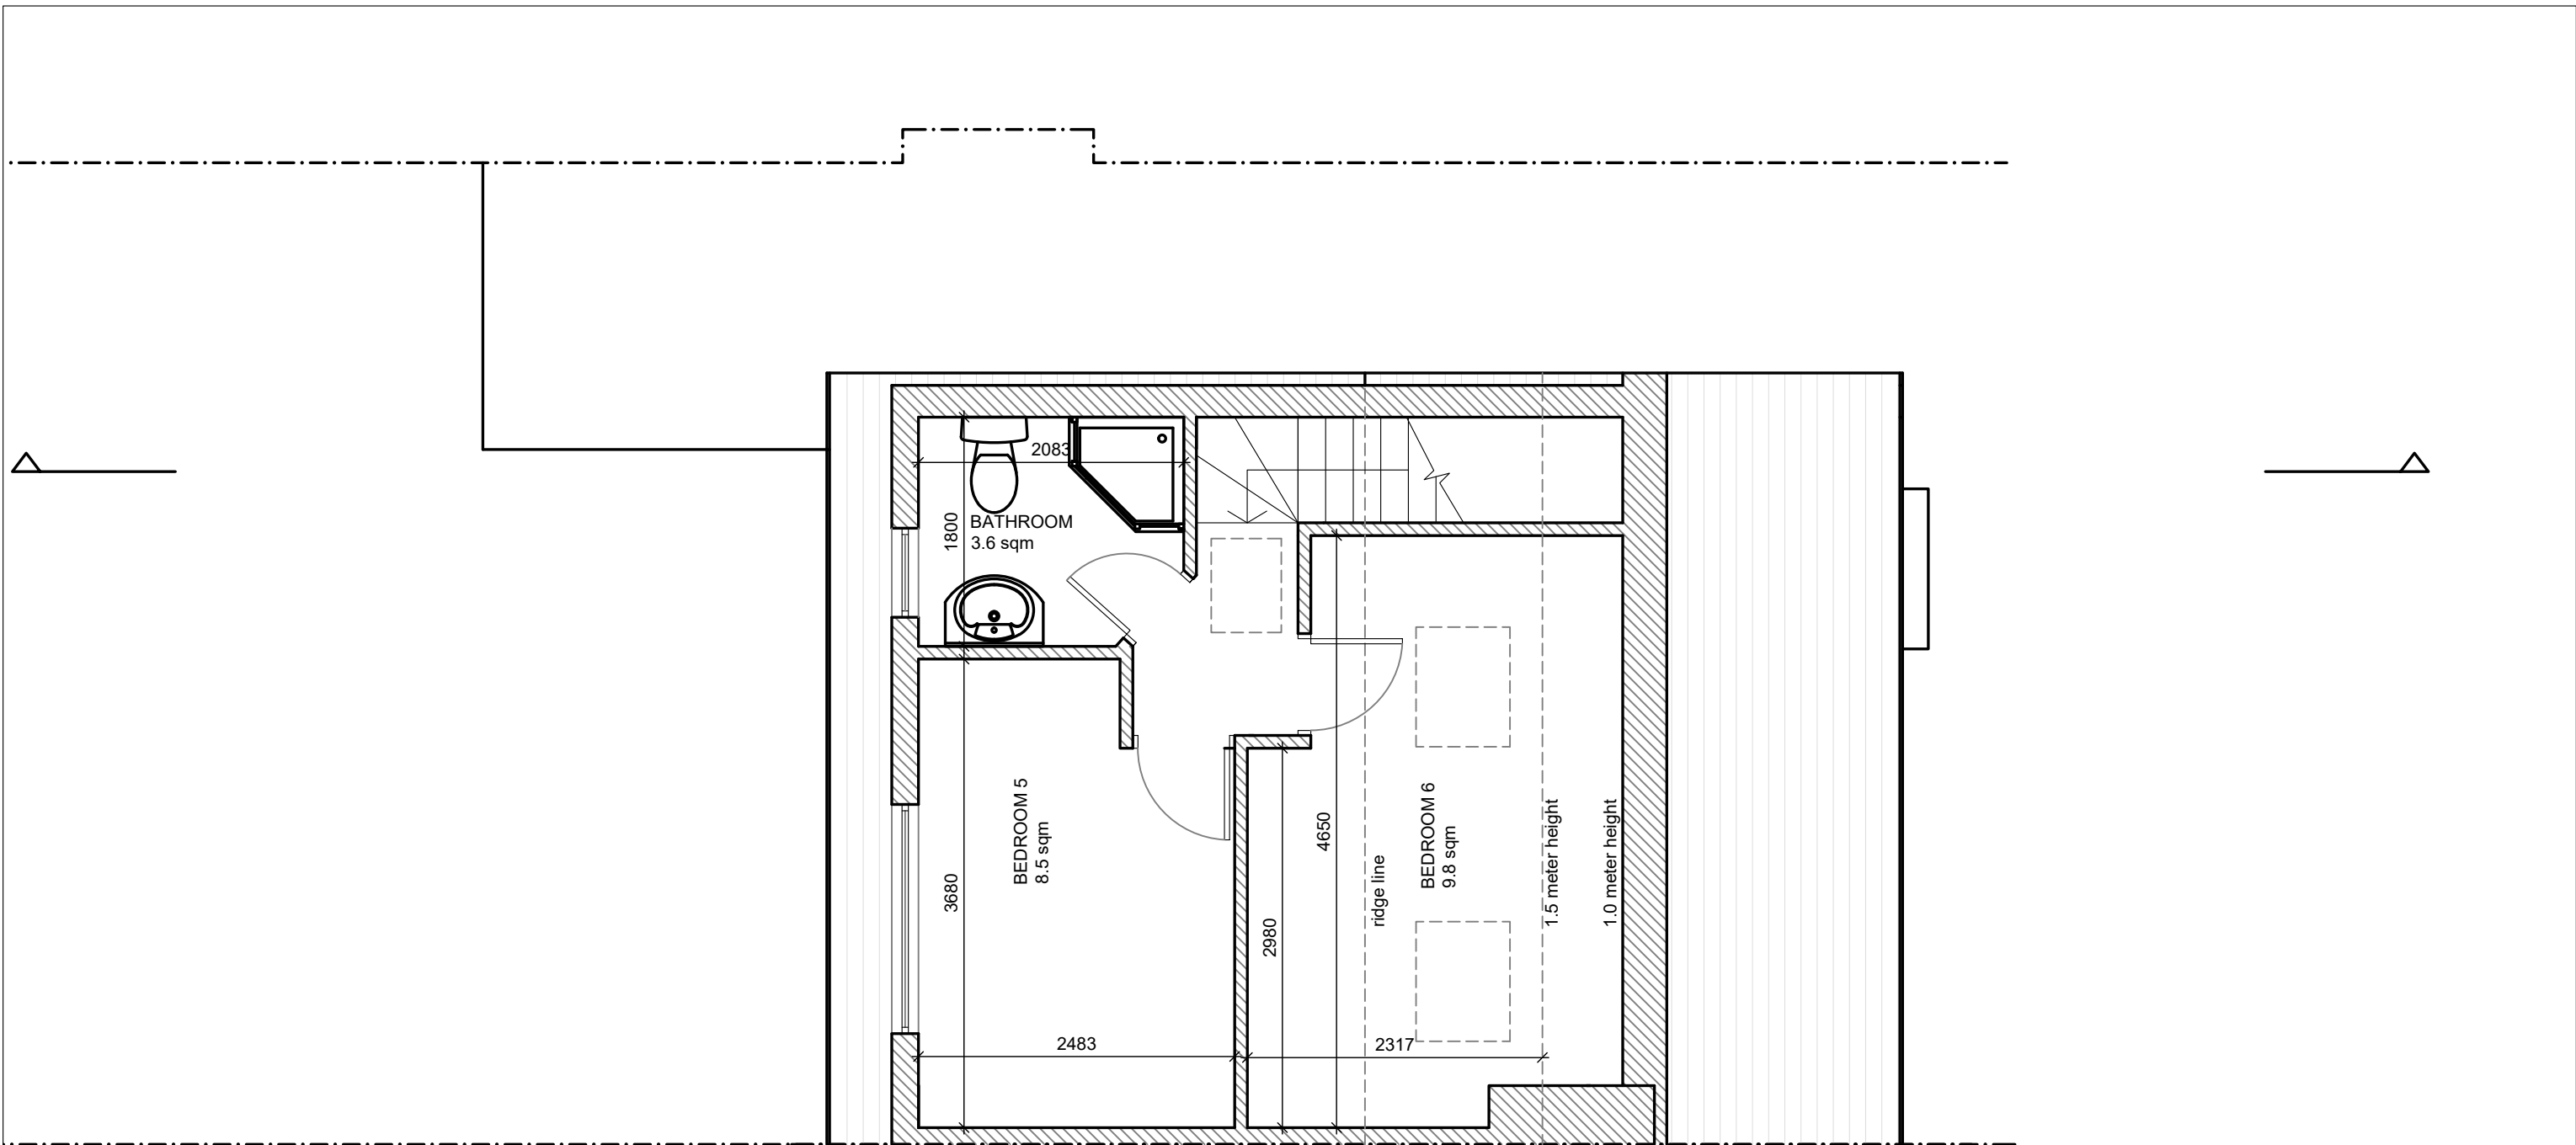 2083
1800
BATHROOM
3.6 sqm
BEDROOM 5
8.5 sqm
3680
2483
4650
2980
ridge line
BEDROOM 6
9.8 sqm
1.5 meter height
1.0 meter height
2317